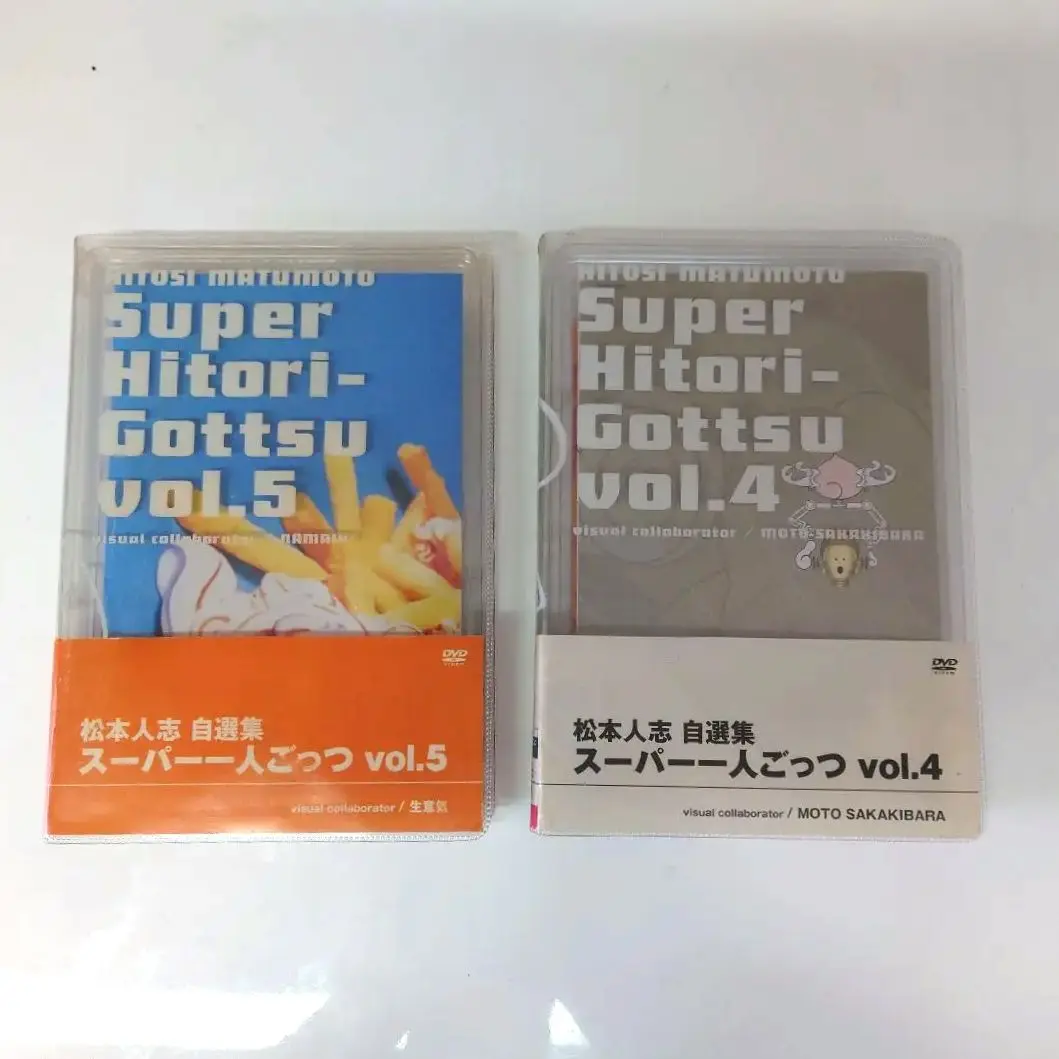 HITOSI MATUMOTO
Super
Hitori-
Gottsu
vol.5
visual collaborator / NAMAIKI
DVD
VIDEO
松本人志 自選集
スーパー一人ごっつ vol.5
visual collaborator / 生意気
HITOSI MATUMOTO
Super
Hitori-
Gottsu
vol.4
visual collaborator / MOTO SAKAKIBARA
DVD
VIDEO
松本人志 自選集
スーパー一人ごっつ vol.4
visual collaborator / MOTO SAKAKIBARA